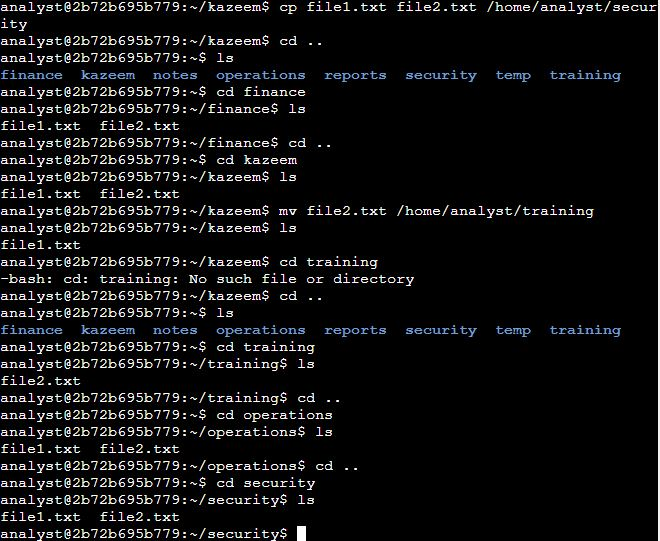 analyst@2b72b695b779:~/kazeem$ cp file1.txt file2.txt /home/analyst/secur
ity
analyst@2b72b695b779:~/kazeem$ cd ..
analyst@2b72b695b779:~$ ls
finance  kazeem  notes  operations  reports  security  temp  training
analyst@2b72b695b779:~$ cd finance
analyst@2b72b695b779:~/finance$ ls
file1.txt  file2.txt
analyst@2b72b695b779:~/finance$ cd ..
analyst@2b72b695b779:~$ cd kazeem
analyst@2b72b695b779:~/kazeem$ ls
file1.txt  file2.txt
analyst@2b72b695b779:~/kazeem$ mv file2.txt /home/analyst/training
analyst@2b72b695b779:~/kazeem$ ls
file1.txt
analyst@2b72b695b779:~/kazeem$ cd training
-bash: cd: training: No such file or directory
analyst@2b72b695b779:~/kazeem$ cd ..
analyst@2b72b695b779:~$ ls
finance  kazeem  notes  operations  reports  security  temp  training
analyst@2b72b695b779:~$ cd training
analyst@2b72b695b779:~/training$ ls
file2.txt
analyst@2b72b695b779:~/training$ cd ..
analyst@2b72b695b779:~$ cd operations
analyst@2b72b695b779:~/operations$ ls
file1.txt  file2.txt
analyst@2b72b695b779:~/operations$ cd ..
analyst@2b72b695b779:~$ cd security
analyst@2b72b695b779:~/security$ ls
file1.txt  file2.txt
analyst@2b72b695b779:~/security$